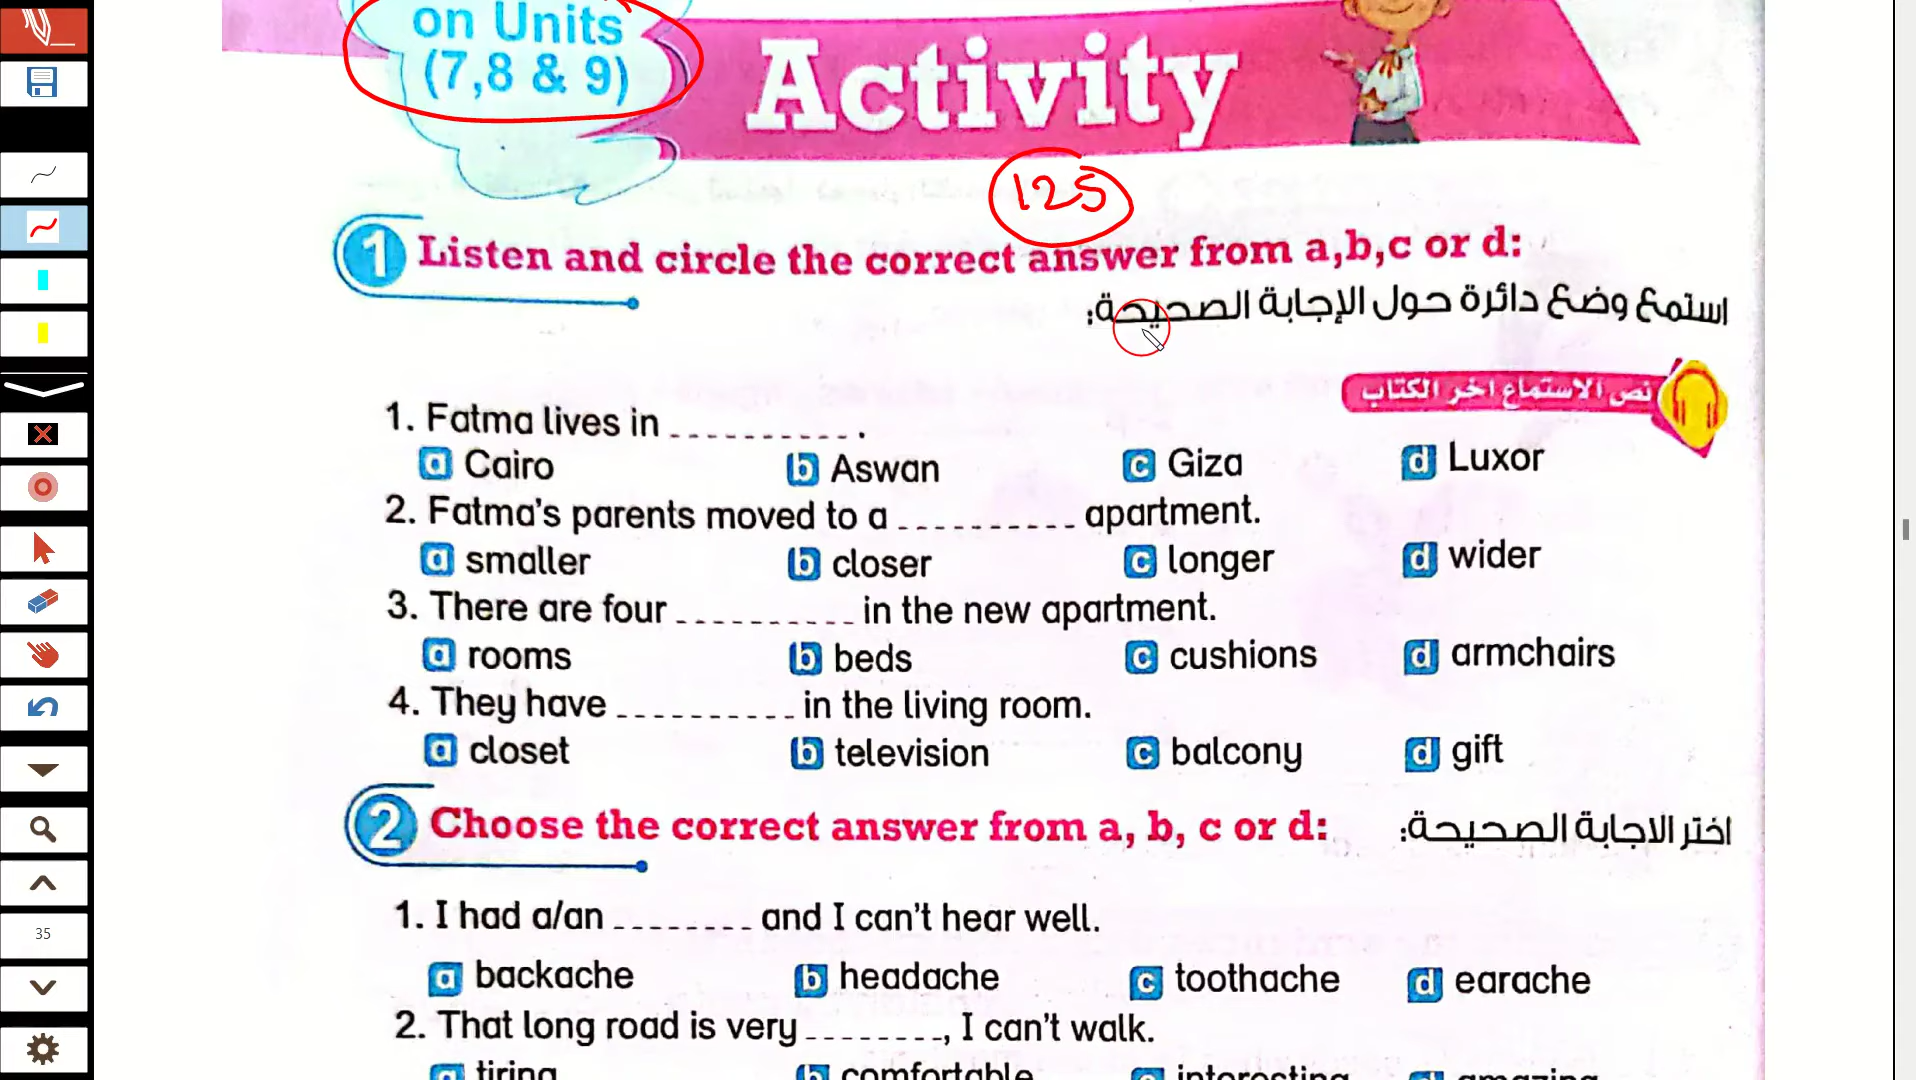 on Units
(7,8 & 9)
Activity
125
1 Listen and circle the correct answer from a,b,c or d:
استمع وضع دائرة حول الإجابة الصحيحة:
نص الاستماع اخر الكتاب
1. Fatma lives in _ _ _ _ _ _ _ _ _ _ .
a Cairo b Aswan c Giza d Luxor
2. Fatma's parents moved to a _ _ _ _ _ _ _ _ _ _ apartment.
a smaller b closer c longer d wider
3. There are four _ _ _ _ _ _ _ _ _ _ in the new apartment.
a rooms b beds c cushions d armchairs
4. They have _ _ _ _ _ _ _ _ _ _ in the living room.
a closet b television c balcony d gift
2 Choose the correct answer from a, b, c or d:
اختر الاجابة الصحيحة:
1. I had a/an _ _ _ _ _ _ _ _ and I can't hear well.
a backache b headache c toothache d earache
2. That long road is very _ _ _ _ _ _ _ _, I can't walk.
a tiring b comfortable c interesting d amazing
35